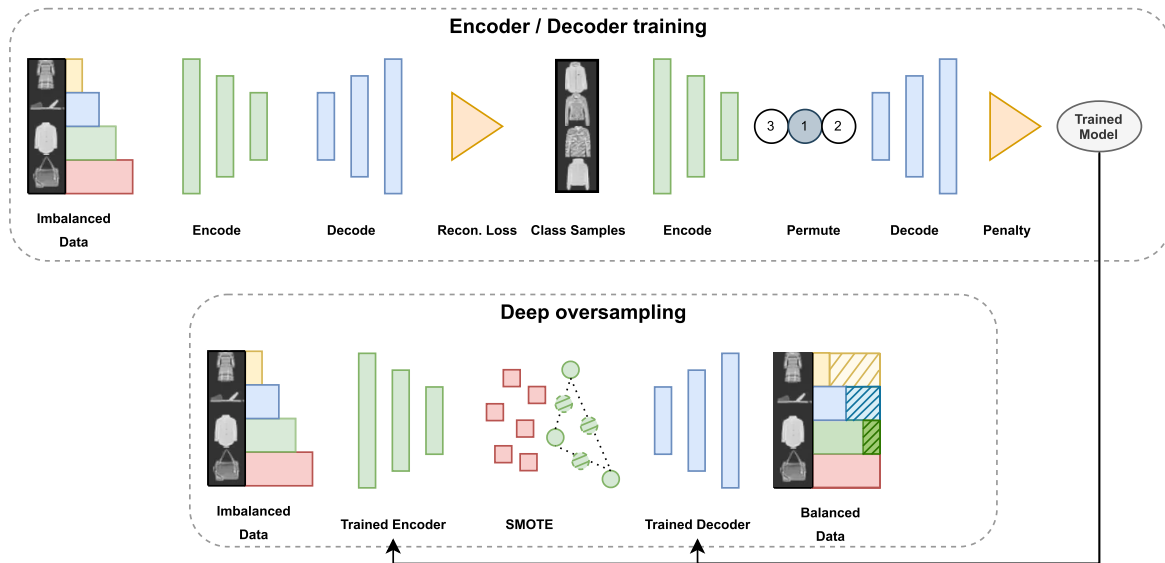 Encoder / Decoder training
3
1
2
Trained
Model
Imbalanced
Data
Encode
Decode
Recon. Loss
Class Samples
Encode
Permute
Decode
Penalty
Deep oversampling
Imbalanced
Data
Trained Encoder
SMOTE
Trained Decoder
Balanced
Data